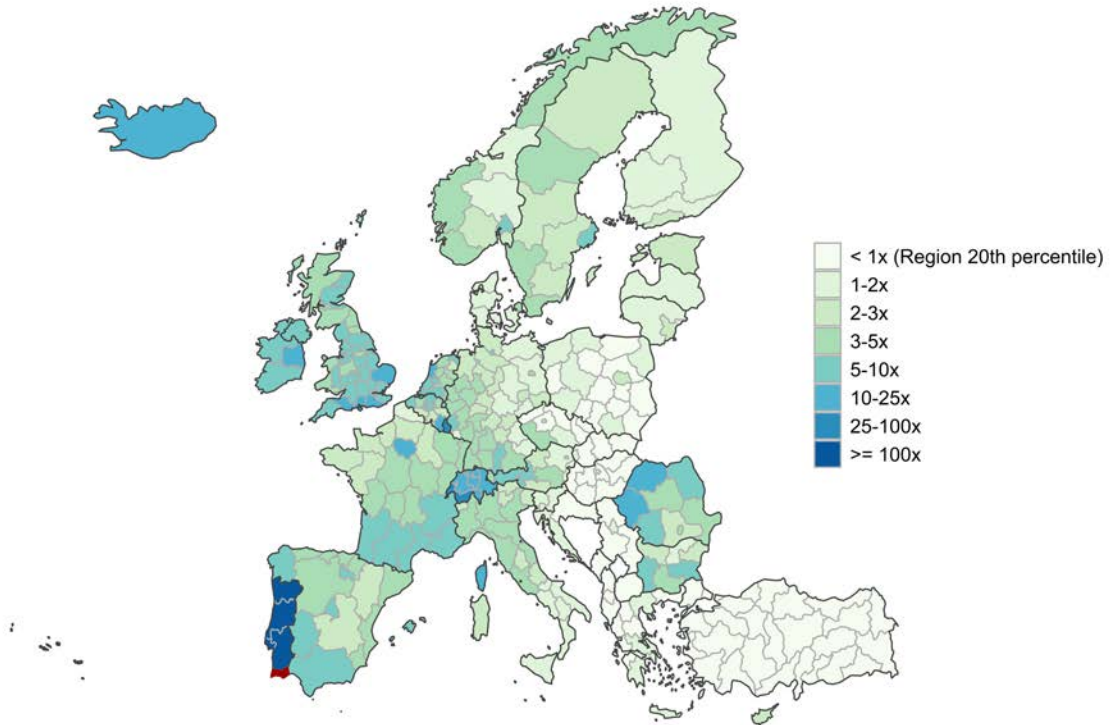 < 1x (Region 20th percentile)
1-2x
2-3x
3-5x
5-10x
10-25x
25-100x
>= 100x